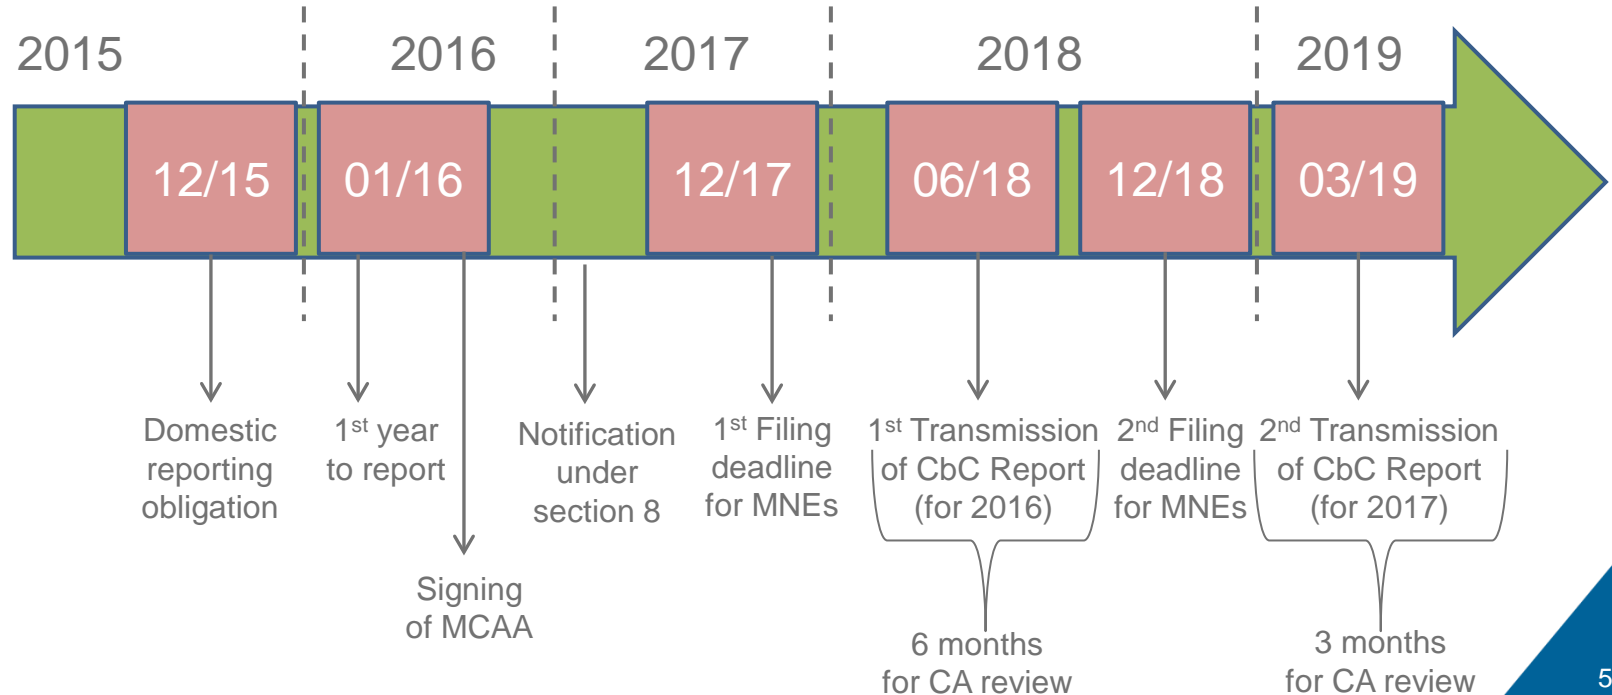 2015
2016
2017
2018
2019
12/15
01/16
12/17
06/18
12/18
03/19
Domestic
reporting
obligation
1st year
to report
Signing
of MCAA
Notification
under
section 8
1st Filing
deadline
for MNEs
1st Transmission
of CbC Report
(for 2016)
6 months
for CA review
2nd Filing
deadline
for MNEs
2nd Transmission
of CbC Report
(for 2017)
3 months
for CA review
5